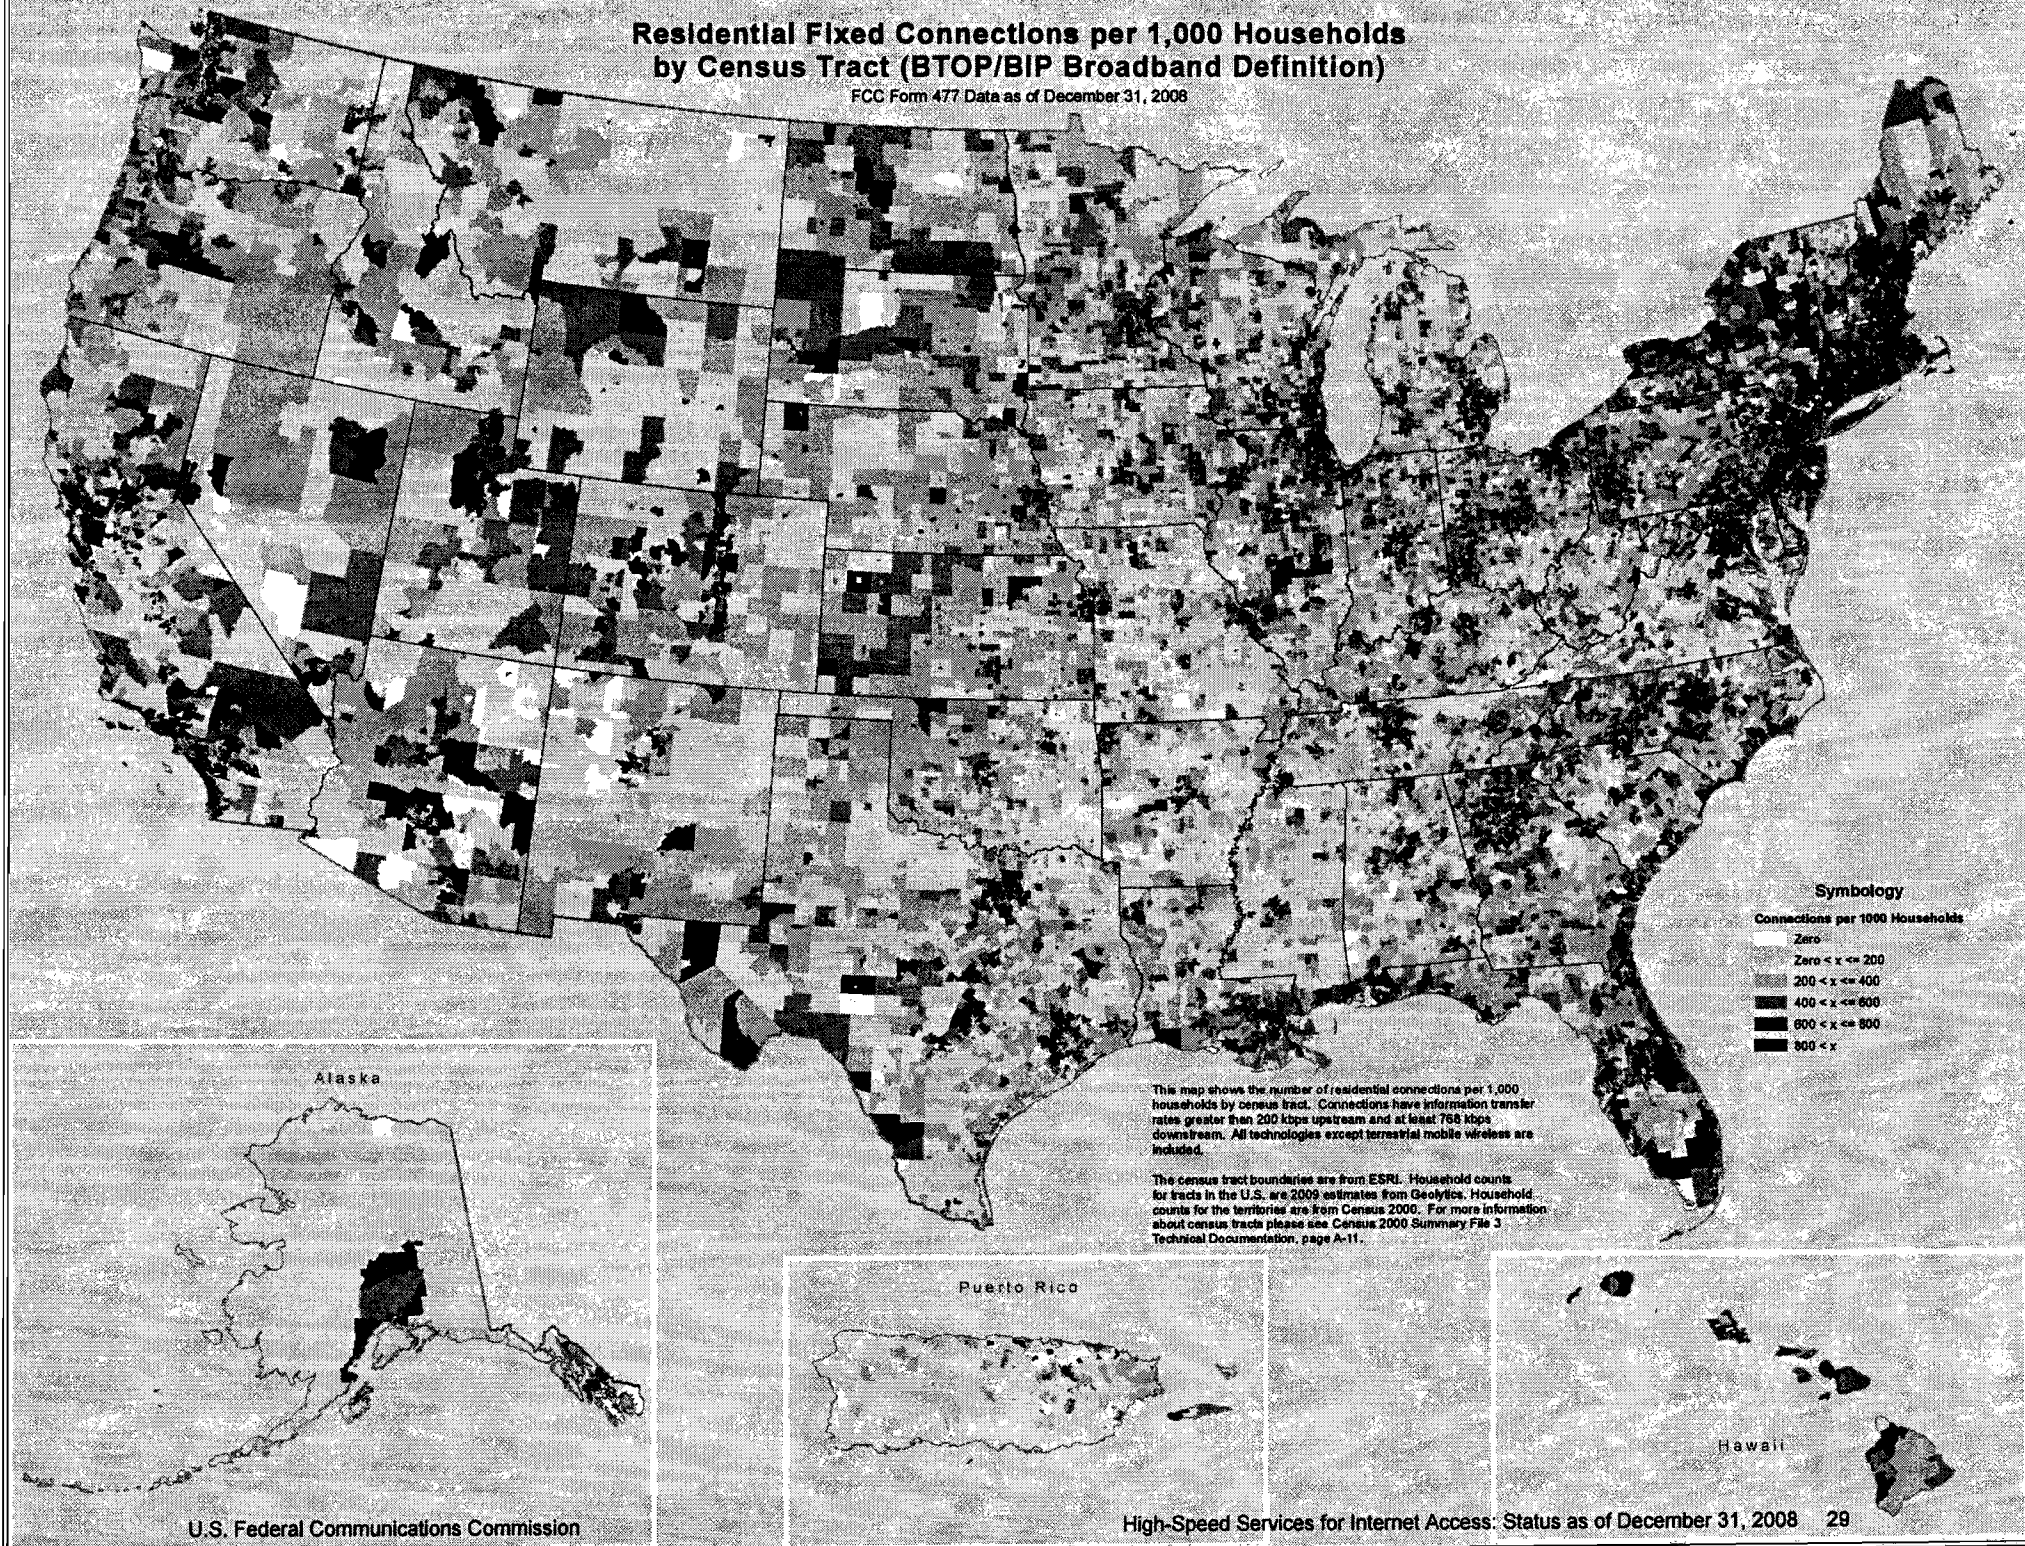 Residential Fixed Connections per 1,000 Households
by Census Tract (BTOP/BIP Broadband Definition)
FCC Form 477 Data as of December 31, 2008
Symbology
Connections per 1000 Households
Zero
Zero < x <= 200
200 < x <= 400
400 < x <= 600
600 < x <= 800
800 < x
This map shows the number of residential connections per 1,000
households by census tract. Connections have information transfer
rates greater than 200 kbps upstream and at least 768 kbps
downstream. All technologies except terrestrial mobile wireless are
included.
The census tract boundaries are from ESRI. Household counts
for tracts in the U.S. are 2009 estimates from Geolytics. Household
counts for the territories are from Census 2000. For more information
about census tracts please see Census 2000 Summary File 3
Technical Documentation, page A-11.
Alaska
Puerto Rico
Hawaii
U.S. Federal Communications Commission
High-Speed Services for Internet Access: Status as of December 31, 2008 29